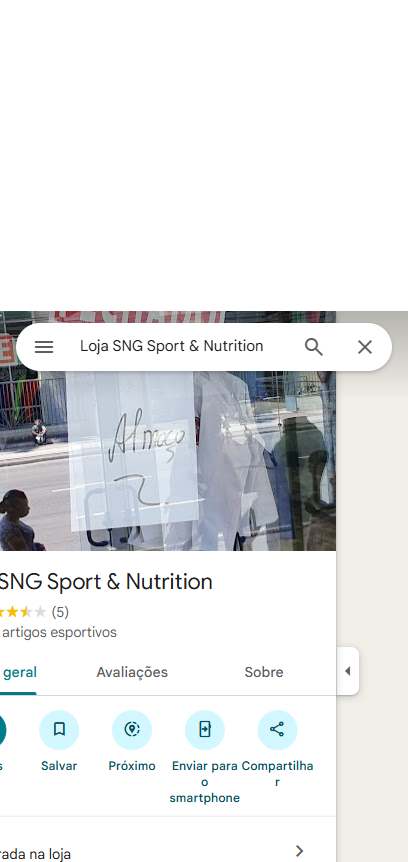 Loja SNG Sport & Nutrition
Almoço
SNG Sport & Nutrition
(5)
artigos esportivos
geral
Avaliações
Sobre
s
Salvar
Próximo
Enviar para
o
smartphone
Compartilha
r
rada na loja